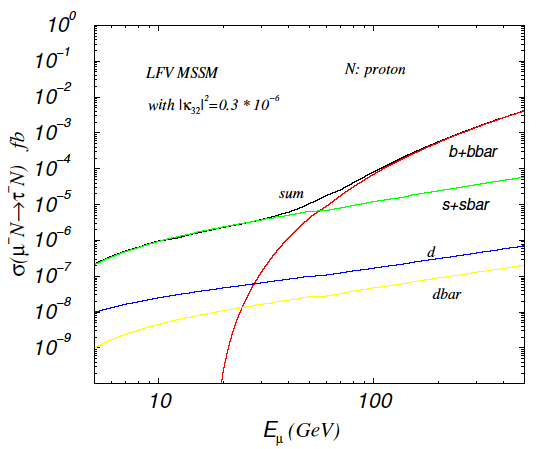 10⁰
10⁻¹
10⁻²
10⁻³
10⁻⁴
10⁻⁵
10⁻⁶
10⁻⁷
10⁻⁸
10⁻⁹
σ(μ⁻N→τ⁻N) fb
LFV MSSM
with |κ₃₂|²=0.3 * 10⁻⁶
N: proton
b+bbar
sum
s+sbar
d
dbar
10
100
E_μ (GeV)